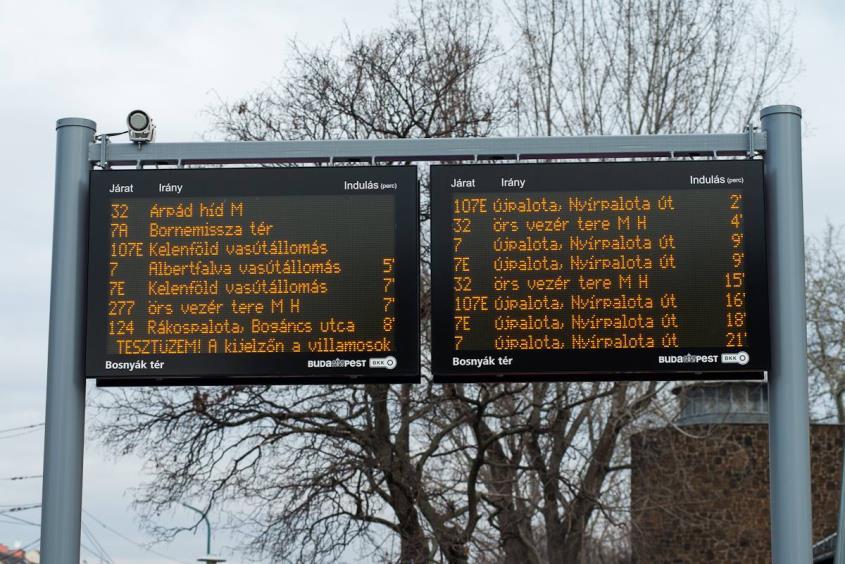 Járat Irány Indulás (perc)
32 Árpád híd M
7A Bornemissza tér
107E Kelenföld vasútállomás
7 Albertfalva vasútállomás 5'
7E Kelenföld vasútállomás 7'
277 örs vezér tere M H 7'
124 Rákospalota, Bogáncs utca 8'
TESZTÜZEM! A kijelzőn a villamosok
Bosnyák tér BUDAPEST BKK
Járat Irány Indulás (perc)
107E újpalota, Nyírpalota út 2'
32 örs vezér tere M H 4'
7 újpalota, Nyírpalota út 9'
7E újpalota, Nyírpalota út 9'
32 örs vezér tere M H 15'
107E újpalota, Nyírpalota út 16'
7E újpalota, Nyírpalota út 18'
7 újpalota, Nyírpalota út 21'
Bosnyák tér BUDAPEST BKK